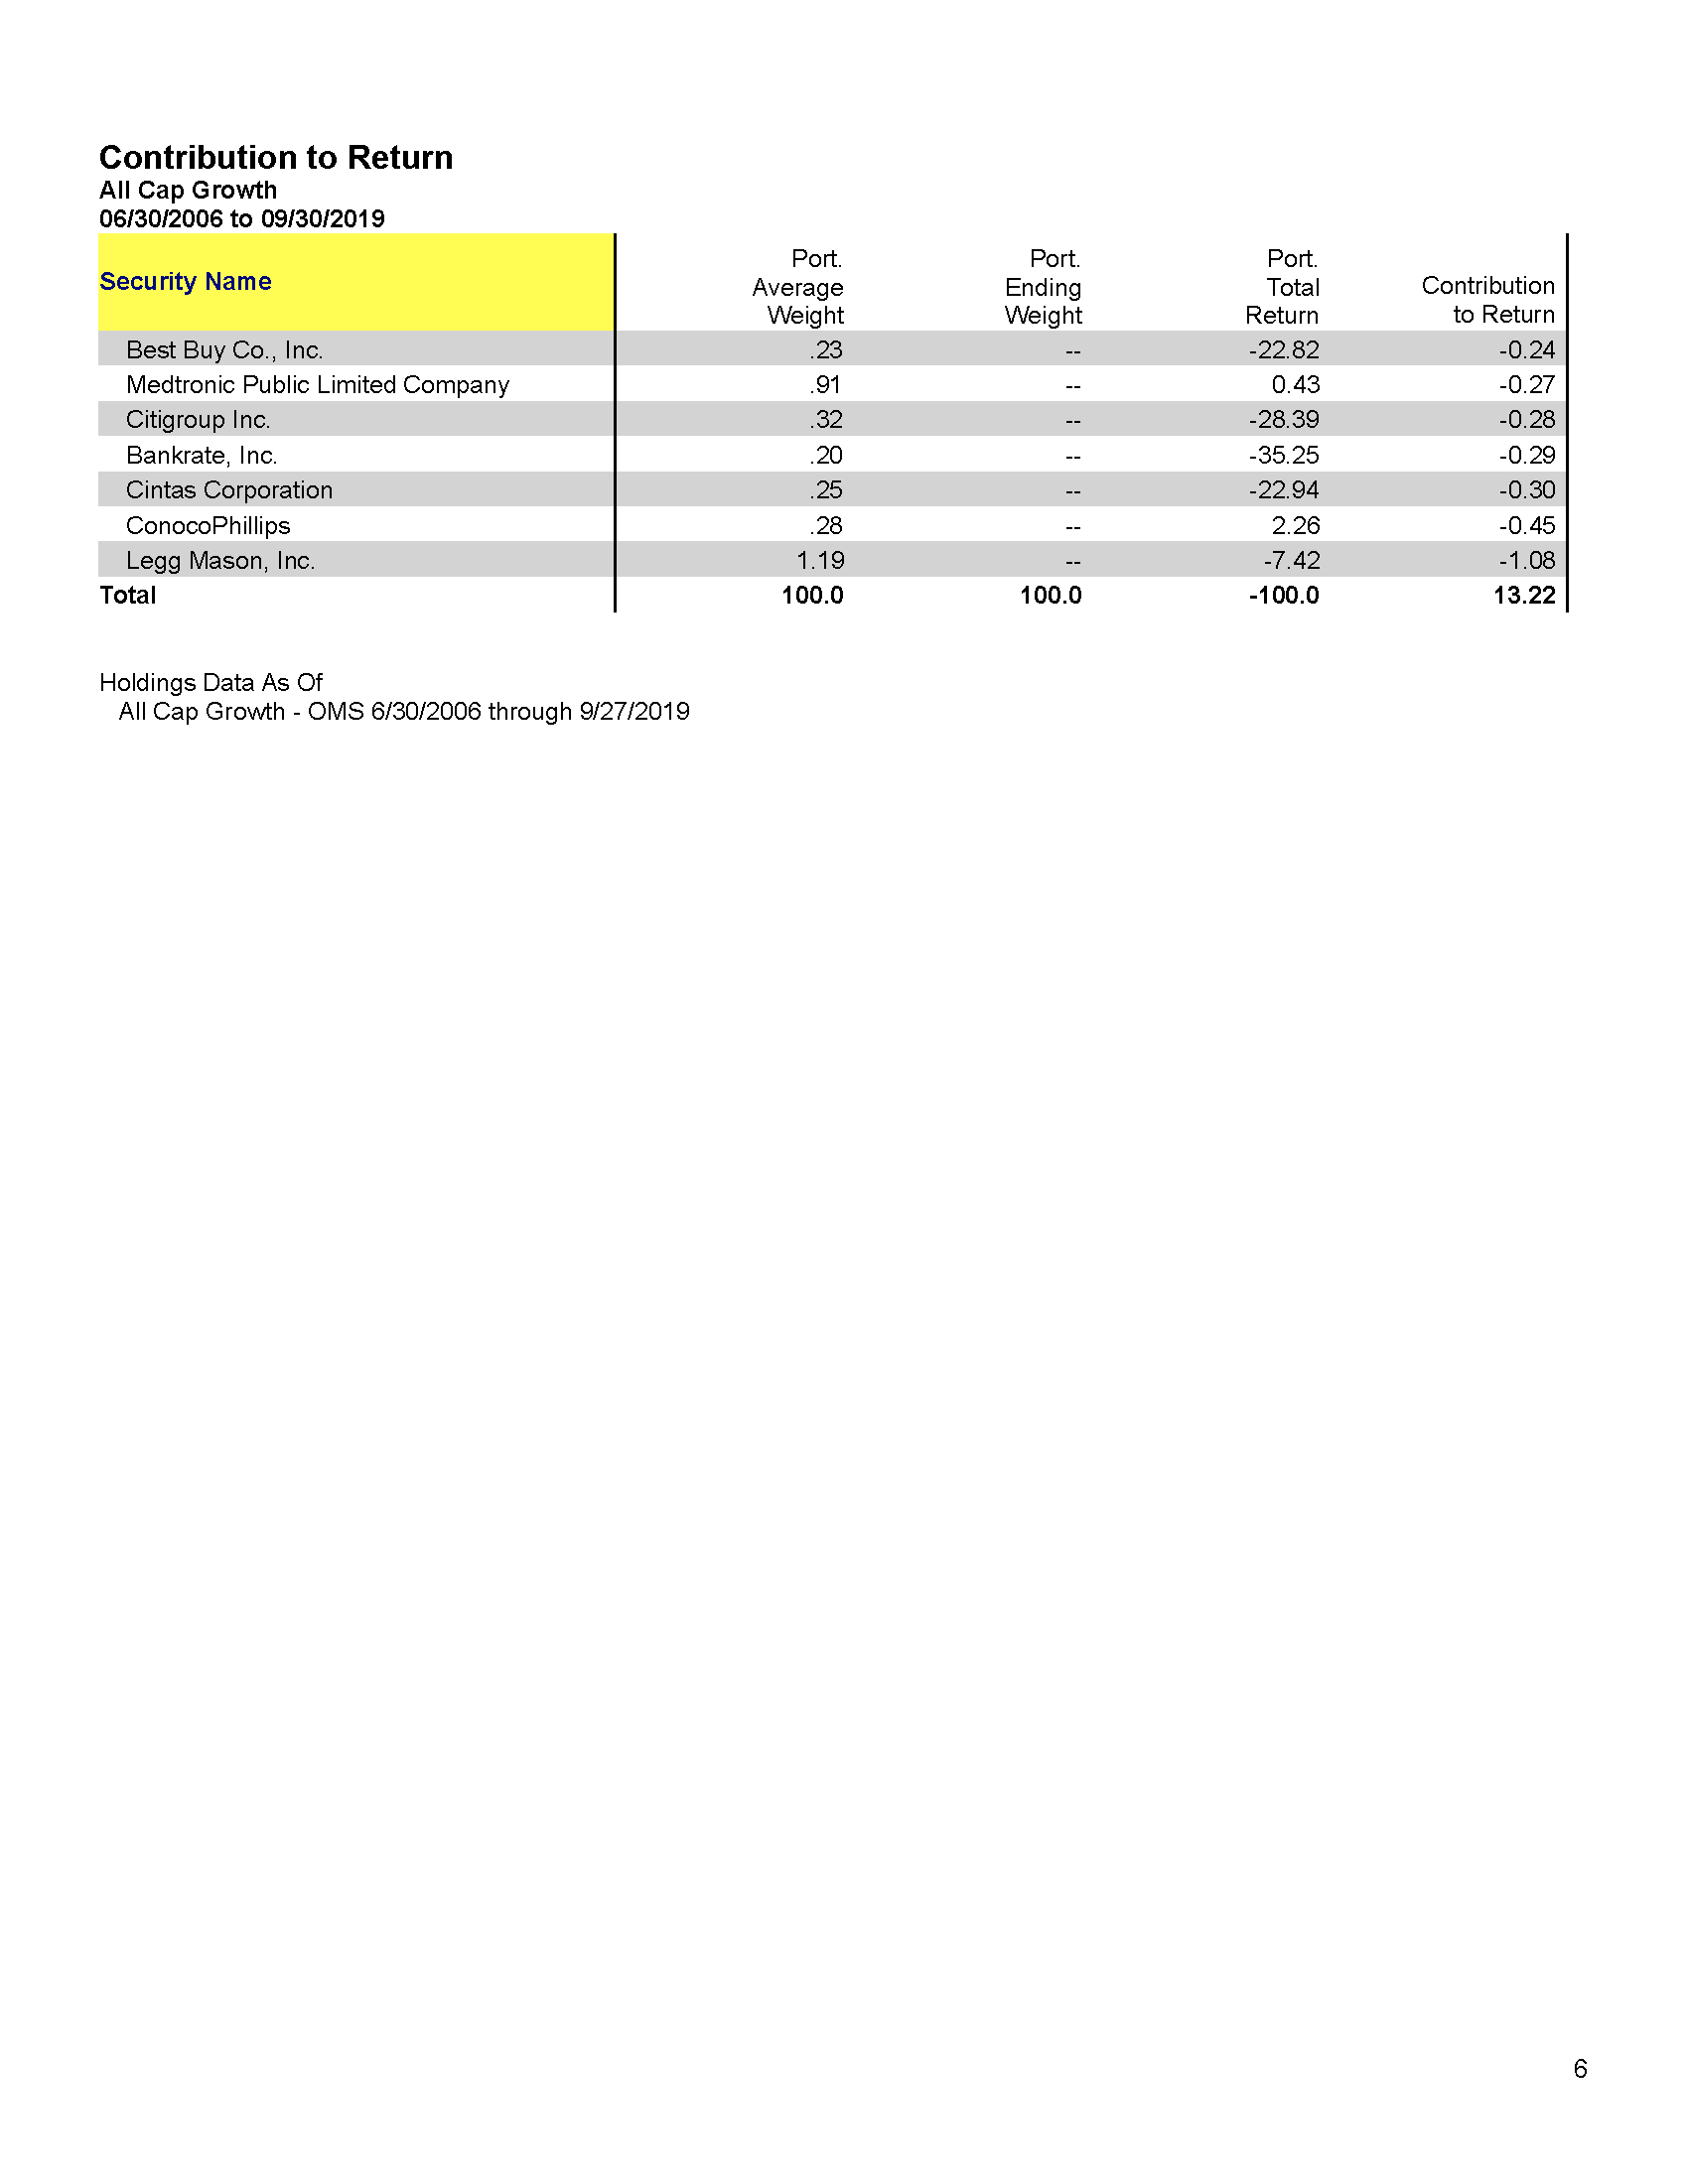 Contribution to Return
All Cap Growth
06/30/2006 to 09/30/2019
Security Name Port. Average Weight Port. Ending Weight Port. Total Return Contribution to Return
Best Buy Co., Inc. .23 -- -22.82 -0.24
Medtronic Public Limited Company .91 -- 0.43 -0.27
Citigroup Inc. .32 -- -28.39 -0.28
Bankrate, Inc. .20 -- -35.25 -0.29
Cintas Corporation .25 -- -22.94 -0.30
ConocoPhillips .28 -- 2.26 -0.45
Legg Mason, Inc. 1.19 -- -7.42 -1.08
Total 100.0 100.0 -100.0 13.22
Holdings Data As Of
All Cap Growth - OMS 6/30/2006 through 9/27/2019
6